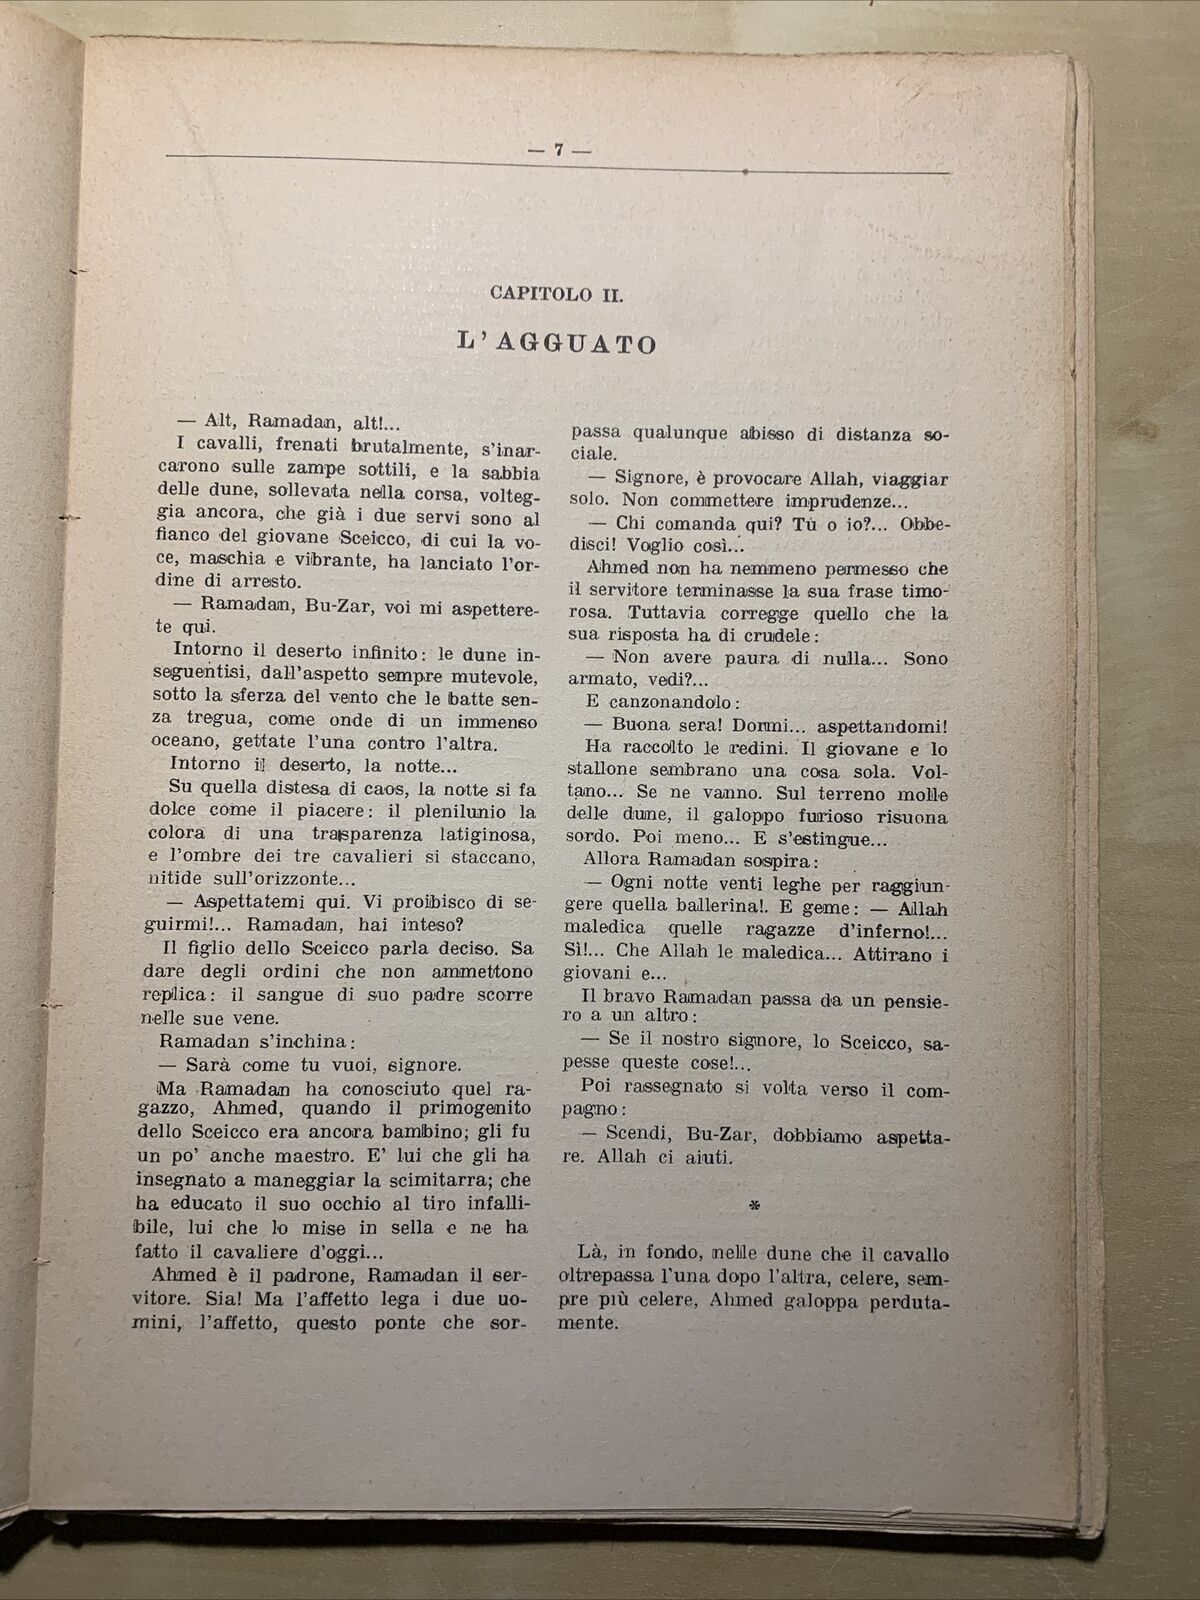 — 7 —
CAPITOLO II.
L'AGGUATO
— Alt, Ramadan, alt!...
I cavalli, frenati brutalmente, s'inar-
carono sulle zampe sottili, e la sabbia
delle dune, sollevata nella corsa, volteg-
gia ancora, che già i due servi sono al
fianco del giovane Sceicco, di cui la vo-
ce, maschia e vibrante, ha lanciato l'or-
dine di arresto.
— Ramadan, Bu-Zar, voi mi aspettere-
te qui.
Intorno il deserto infinito: le dune in-
seguentisi, dall'aspetto sempre mutevole,
sotto la sferza del vento che le batte sen-
za tregua, come onde di un immenso
oceano, gettate l'una contro l'altra.
Intorno il deserto, la notte...
Su quella distesa di caos, la notte si fa
dolce come il piacere: il plenilunio la
colora di una trasparenza latiginosa,
e l'ombre dei tre cavalieri si staccano,
nitide sull'orizzonte...
— Aspettatemi qui. Vi proibisco di se-
guirmi!... Ramadan, hai inteso?
Il figlio dello Sceicco parla deciso. Sa
dare degli ordini che non ammettono
replica: il sangue di suo padre scorre
nelle sue vene.
Ramadan s'inchina:
— Sarà come tu vuoi, signore.
Ma Ramadan ha conosciuto quel ra-
gazzo, Ahmed, quando il primogenito
dello Sceicco era ancora bambino; gli fu
un po' anche maestro. E' lui che gli ha
insegnato a maneggiar la scimitarra; che
ha educato il suo occhio al tiro infalli-
bile, lui che lo mise in sella e ne ha
fatto il cavaliere d'oggi...
Ahmed è il padrone, Ramadan il ser-
vitore. Sia! Ma l'affetto lega i due uo-
mini, l'affetto, questo ponte che sor-
passa qualunque abisso di distanza so-
ciale.
— Signore, è provocare Allah, viaggiar
solo. Non commettere imprudenze...
— Chi comanda qui? Tù o io?... Obbe-
disci! Voglio così...
Ahmed non ha nemmeno permesso che
il servitore terminasse la sua frase timo-
rosa. Tuttavia corregge quello che la
sua risposta ha di crudele:
— Non avere paura di nulla... Sono
armato, vedi?...
E canzonandolo:
— Buona sera! Dormi... aspettandomi!
Ha raccolto le redini. Il giovane e lo
stallone sembrano una cosa sola. Vol-
tano... Se ne vanno. Sul terreno molle
delle dune, il galoppo furioso risuona
sordo. Poi meno... E s'estingue...
Allora Ramadan sospira:
— Ogni notte venti leghe per raggiun-
gere quella ballerina!. E geme: — Allah
maledica quelle ragazze d'inferno!...
Sì!... Che Allah le maledica... Attirano i
giovani e...
Il bravo Ramadan passa da un pensie-
ro a un altro:
— Se il nostro signore, lo Sceicco, sa-
pesse queste cose!...
Poi rassegnato si volta verso il com-
pagno:
— Scendi, Bu-Zar, dobbiamo aspetta-
re. Allah ci aiuti.
*
Là, in fondo, nelle dune che il cavallo
oltrepassa l'una dopo l'altra, celere, sem-
pre più celere, Ahmed galoppa perduta-
mente.